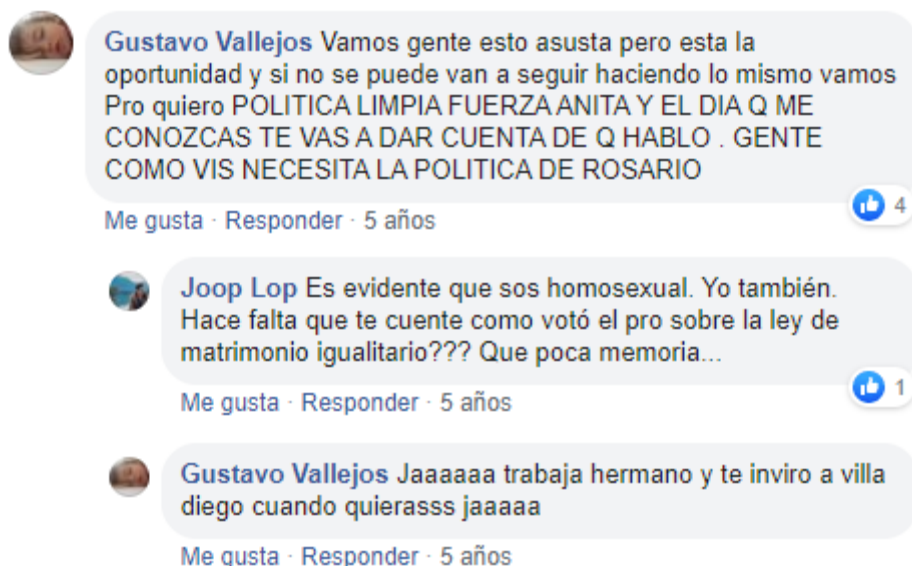 Gustavo Vallejos Vamos gente esto asusta pero esta la
oportunidad y si no se puede van a seguir haciendo lo mismo vamos
Pro quiero POLITICA LIMPIA FUERZA ANITA Y EL DIA Q ME
CONOZCAS TE VAS A DAR CUENTA DE Q HABLO . GENTE
COMO VIS NECESITA LA POLITICA DE ROSARIO
4
Me gusta · Responder · 5 años
Joop Lop Es evidente que sos homosexual. Yo también.
Hace falta que te cuente como votó el pro sobre la ley de
matrimonio igualitario??? Que poca memoria...
1
Me gusta · Responder · 5 años
Gustavo Vallejos Jaaaaaa trabaja hermano y te inviro a villa
diego cuando quierasss jaaaaa
Me gusta · Responder · 5 años